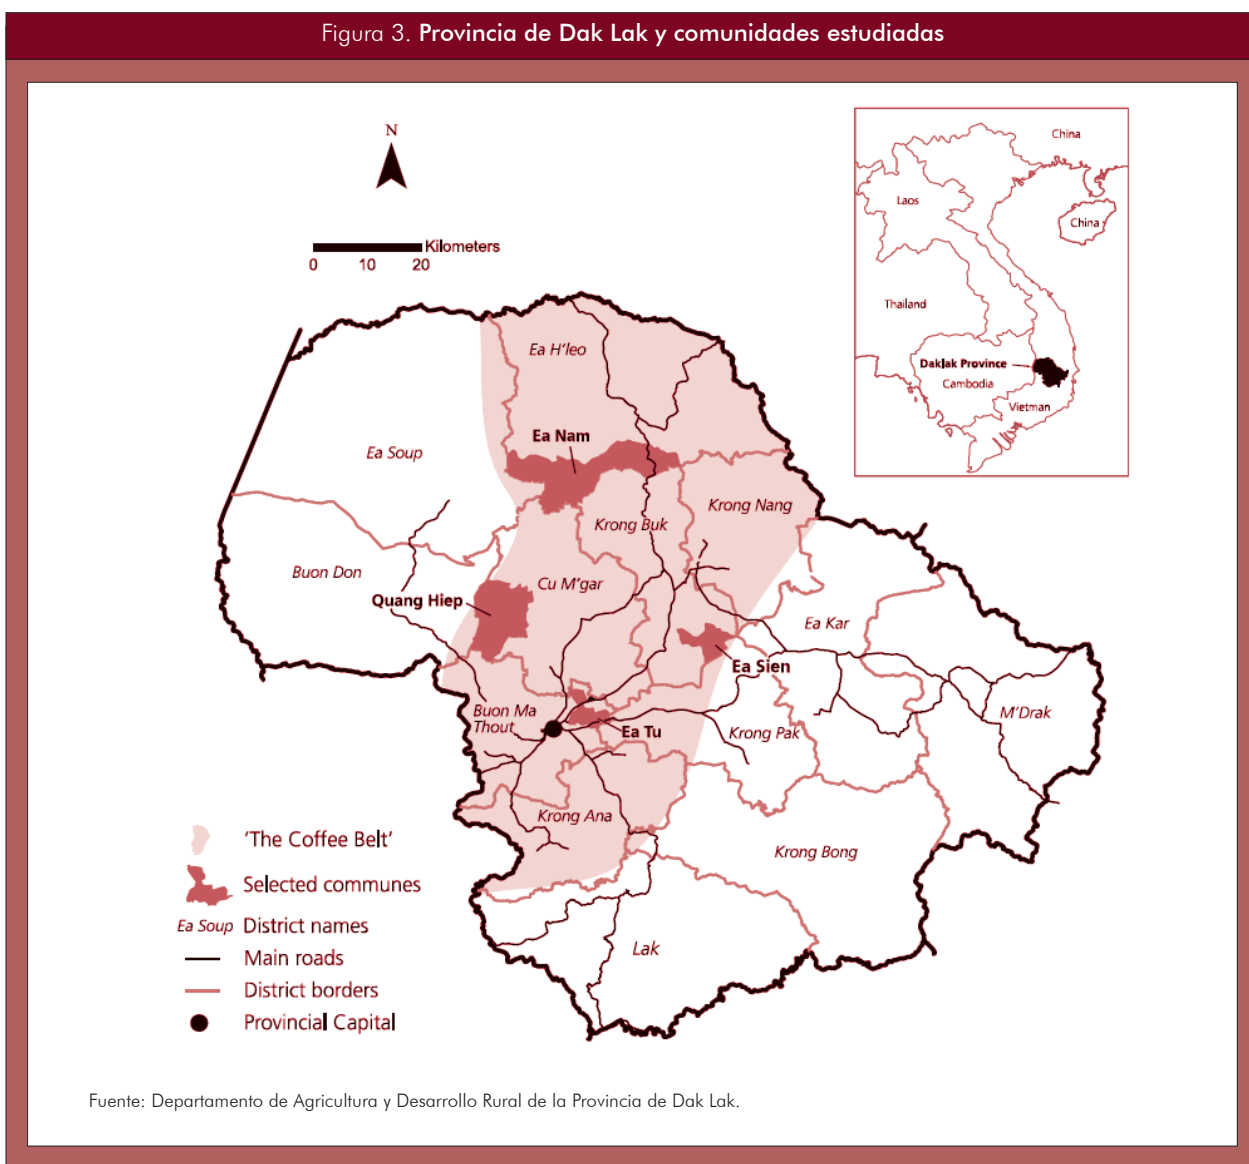 Figura 3. Provincia de Dak Lak y comunidades estudiadas
N
Kilometers
0 10 20
China
Laos
China
Thailand
Daklak Province
Cambodia
Vietman
Ea H'leo
Ea Nam
Ea Soup
Krong Nang
Krong Buk
Buon Don
Cu M'gar
Quang Hiep
Ea Kar
Ea Sien
Buon Ma
Thout
M'Drak
Ea Tu
Krong Pak
Krong Ana
Krong Bong
Lak
'The Coffee Belt'
Selected communes
Ea Soup District names
Main roads
District borders
Provincial Capital
Fuente: Departamento de Agricultura y Desarrollo Rural de la Provincia de Dak Lak.